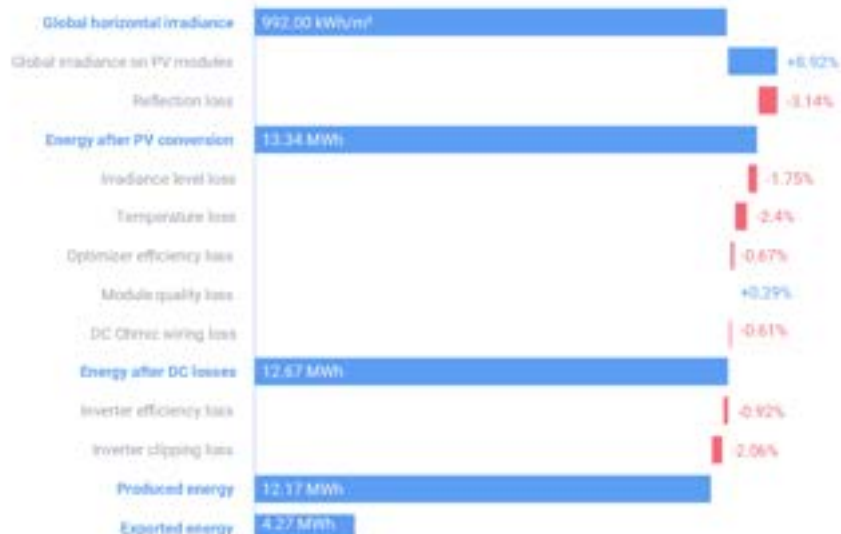 Global horizontal irradiance 992.00 kWh/m²
Global irradiance on PV modules +8.92%
Reflection loss -3.14%
Energy after PV conversion 13.34 MWh
Irradiance level loss -1.75%
Temperature loss -2.4%
Optimizer efficiency loss -0.67%
Module quality loss +0.29%
DC Ohmic wiring loss -0.61%
Energy after DC losses 12.67 MWh
Inverter efficiency loss -0.92%
Inverter clipping loss -2.06%
Produced energy 12.17 MWh
Exported energy 4.27 MWh